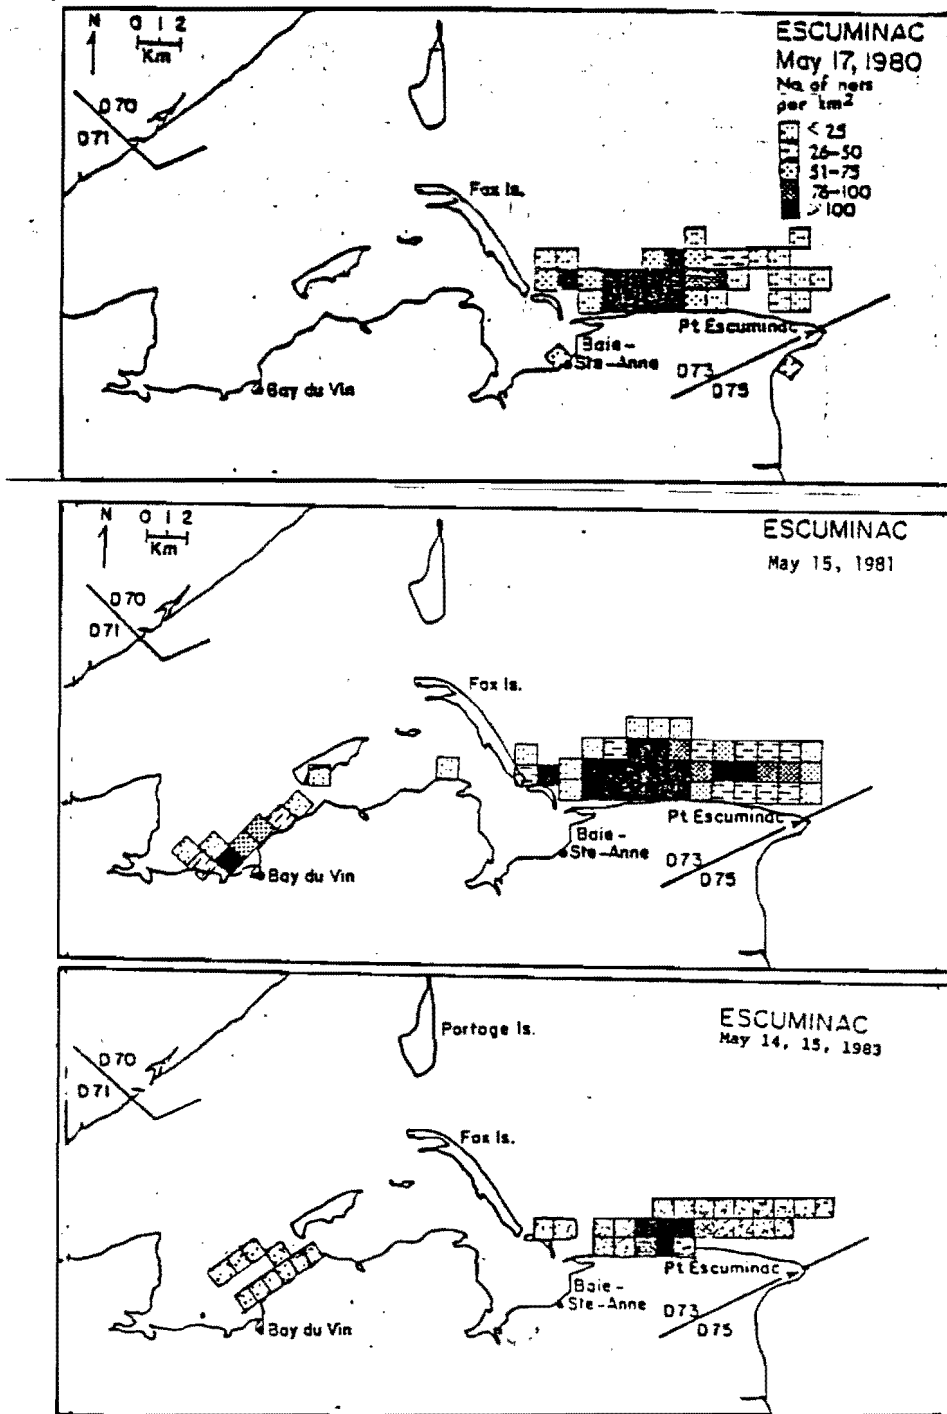 N
0 1 2
Km
ESCUMINAC
May 17, 1980
No. of nets
per km²
< 25
26-50
51-75
76-100
>100
D70
D71
Fox Is.
Pt Escuminac
Baie-
Ste-Anne
D73
D75
Bay du Vin
N
0 1 2
Km
ESCUMINAC
May 15, 1981
D70
D71
Fox Is.
Pt Escuminac
Baie-
Ste-Anne
D73
D75
Bay du Vin
Portage Is.
ESCUMINAC
May 14, 15, 1983
D70
D71
Fox Is.
Pt Escuminac
Baie-
Ste-Anne
D73
D75
Bay du Vin